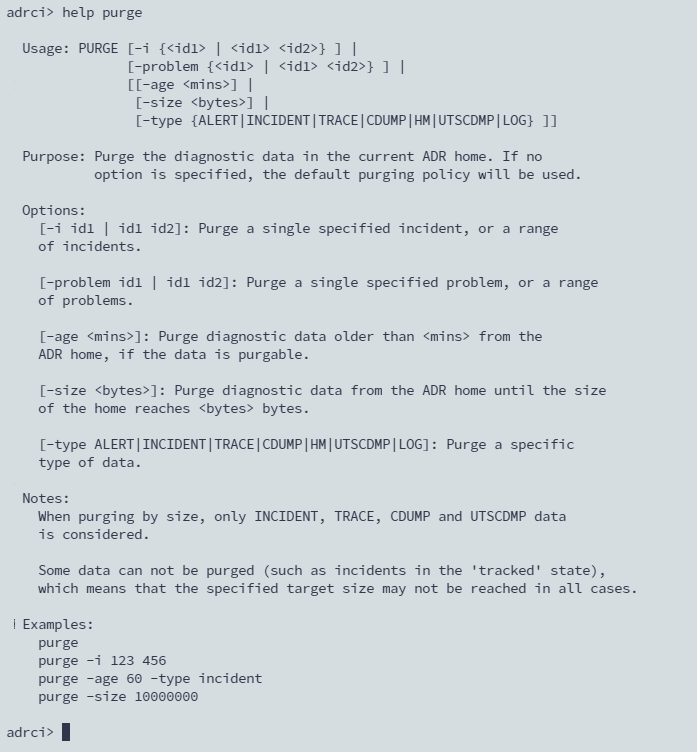 adrci> help purge
Usage: PURGE [-i {<id1> | <id1> <id2>} ] |
[-problem {<id1> | <id1> <id2>} ] |
[[-age <mins>] |
[-size <bytes>] |
[-type {ALERT|INCIDENT|TRACE|CDUMP|HM|UTSCDMP|LOG} ]]
Purpose: Purge the diagnostic data in the current ADR home. If no
option is specified, the default purging policy will be used.
Options:
[-i id1 | id1 id2]: Purge a single specified incident, or a range
of incidents.
[-problem id1 | id1 id2]: Purge a single specified problem, or a range
of problems.
[-age <mins>]: Purge diagnostic data older than <mins> from the
ADR home, if the data is purgable.
[-size <bytes>]: Purge diagnostic data from the ADR home until the size
of the home reaches <bytes> bytes.
[-type ALERT|INCIDENT|TRACE|CDUMP|HM|UTSCDMP|LOG]: Purge a specific
type of data.
Notes:
When purging by size, only INCIDENT, TRACE, CDUMP and UTSCDMP data
is considered.
Some data can not be purged (such as incidents in the 'tracked' state),
which means that the specified target size may not be reached in all cases.
Examples:
purge
purge -i 123 456
purge -age 60 -type incident
purge -size 10000000
adrci>